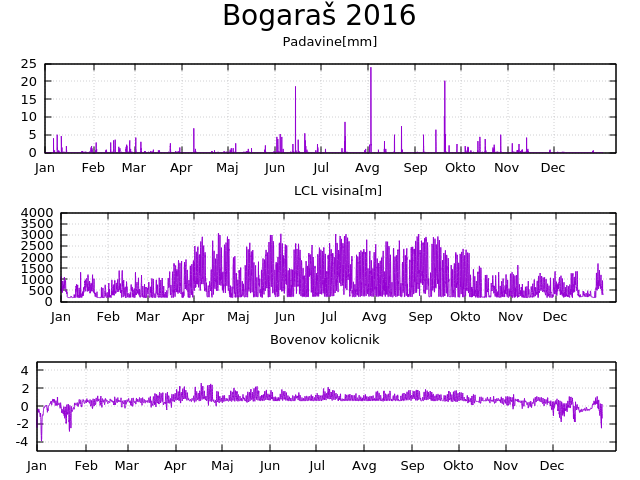 Bogaraš 2016
Padavine[mm]
25
20
15
10
5
0
Jan Feb Mar Apr Maj Jun Jul Avg Sep Okto Nov Dec
LCL visina[m]
4000
3500
3000
2500
2000
1500
1000
500
0
Jan Feb Mar Apr Maj Jun Jul Avg Sep Okto Nov Dec
Bovenov kolicnik
4
2
0
-2
-4
Jan Feb Mar Apr Maj Jun Jul Avg Sep Okto Nov Dec